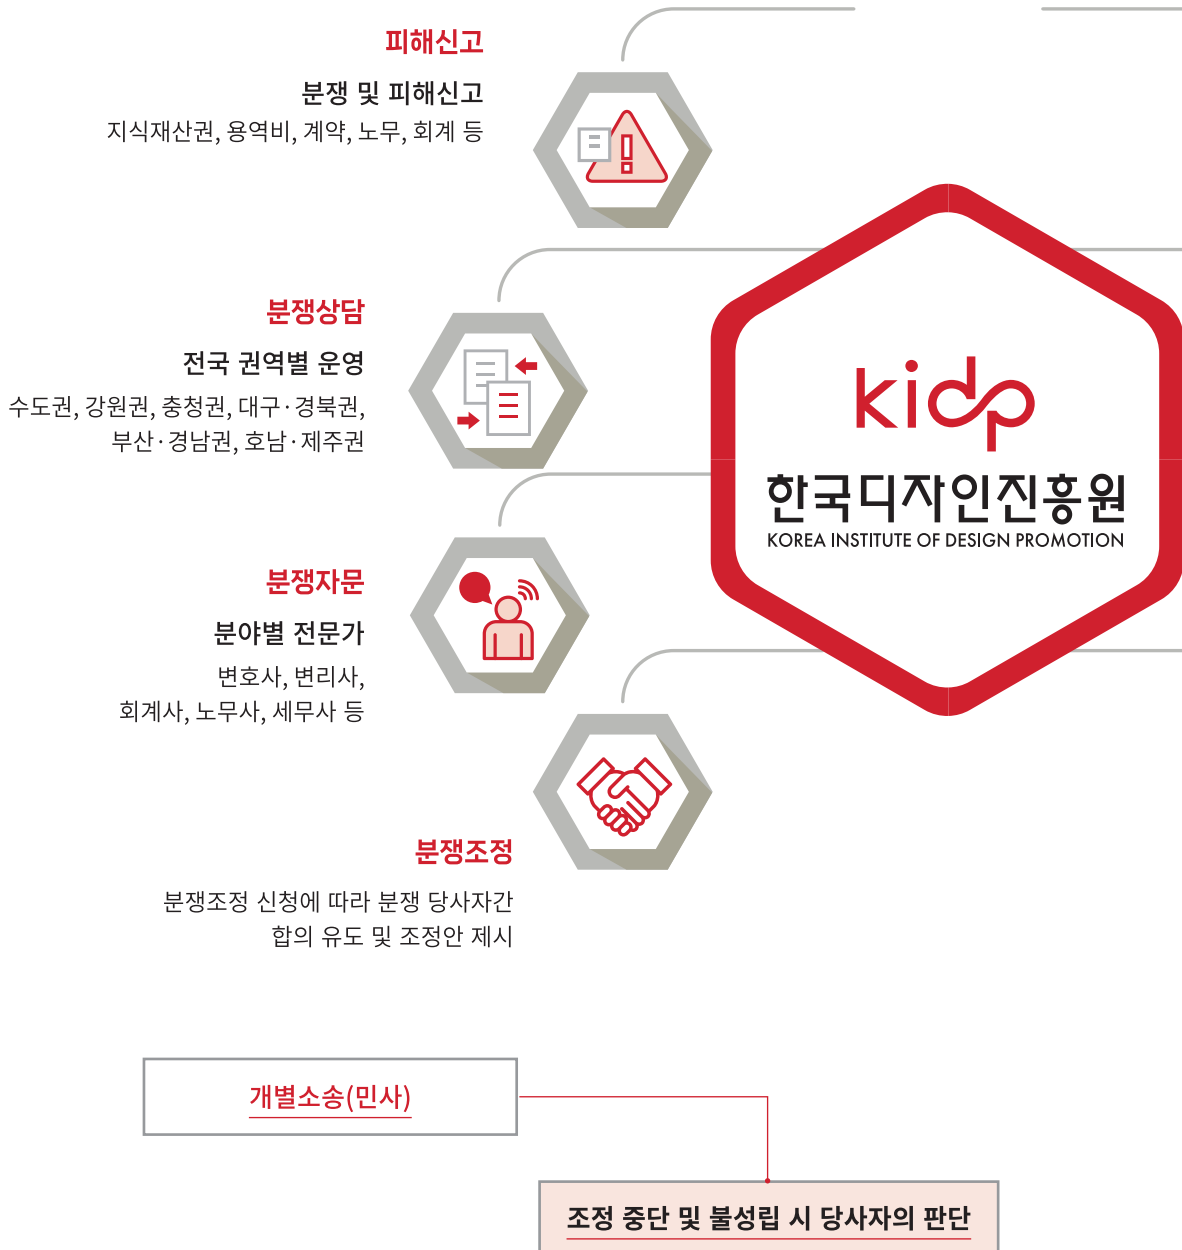 피해신고
분쟁 및 피해신고
지식재산권, 용역비, 계약, 노무, 회계 등
분쟁상담
전국 권역별 운영
수도권, 강원권, 충청권, 대구·경북권,
부산·경남권, 호남·제주권
kidp
한국디자인진흥원
KOREA INSTITUTE OF DESIGN PROMOTION
분쟁자문
분야별 전문가
변호사, 변리사,
회계사, 노무사, 세무사 등
분쟁조정
분쟁조정 신청에 따라 분쟁 당사자간
합의 유도 및 조정안 제시
개별소송(민사)
조정 중단 및 불성립 시 당사자의 판단